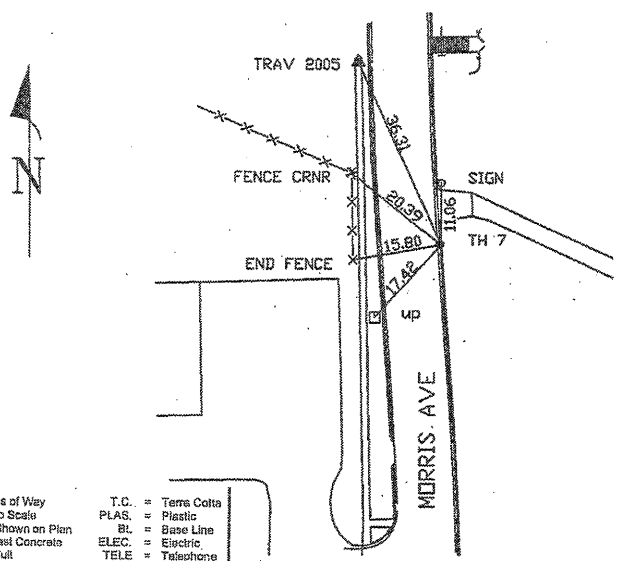 TRAV 2005
N
36.31
FENCE CRNR
SIGN
20.39
11.06
15.80
TH 7
END FENCE
17.42
up
MORRIS AVE
s of Way T.C. = Terra Cotta
o Scale PLAS. = Plastic
Shown on Plan BL = Base Line
ast Concrete ELEC. = Electric
ult TELE = Telephone